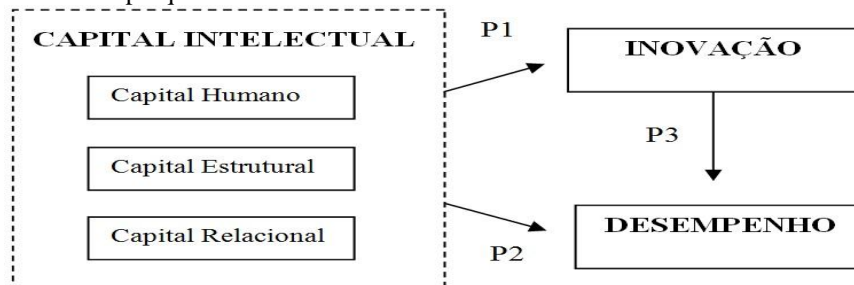 CAPITAL INTELECTUAL
Capital Humano
Capital Estrutural
Capital Relacional
P1
INOVAÇÃO
P3
P2
DESEMPENHO